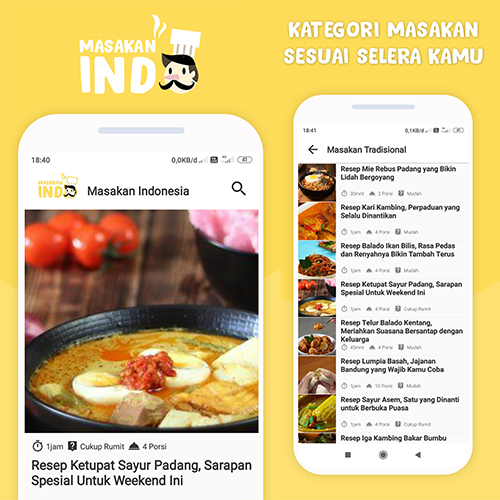 MASAKAN
INDO
KATEGORI MASAKAN
SESUAI SELERA KAMU
18:40
0,0KB/d
41
MASAKAN
INDO
Masakan Indonesia
1jam
Cukup Rumit
4 Porsi
Resep Ketupat Sayur Padang, Sarapan
Spesial Untuk Weekend Ini
18:41
0,1KB/d
41
Masakan Tradisional
Resep Mie Rebus Padang yang Bikin
Lidah Bergoyang
30mnt
2 Porsi
Mudah
Resep Kari Kambing, Perpaduan yang
Selalu Dinantikan
1jam
4 Porsi
Mudah
Resep Balado Ikan Bilis, Rasa Pedas
dan Renyahnya Bikin Tambah Terus
1jam
4 Porsi
Mudah
Resep Ketupat Sayur Padang, Sarapan
Spesial Untuk Weekend Ini
1jam
4 Porsi
Cukup Rumit
Resep Telur Balado Kentang,
Meriahkan Suasana Bersantap dengan
Keluarga
45mnt
4 Porsi
Mudah
Resep Lumpia Basah, Jajanan
Bandung yang Wajib Kamu Coba
1jam
10 Porsi
Mudah
Resep Sayur Asem, Satu yang Dinanti
untuk Berbuka Puasa
1jam
4 Porsi
Cukup Rumit
Resep Iga Kambing Bakar Bumbu